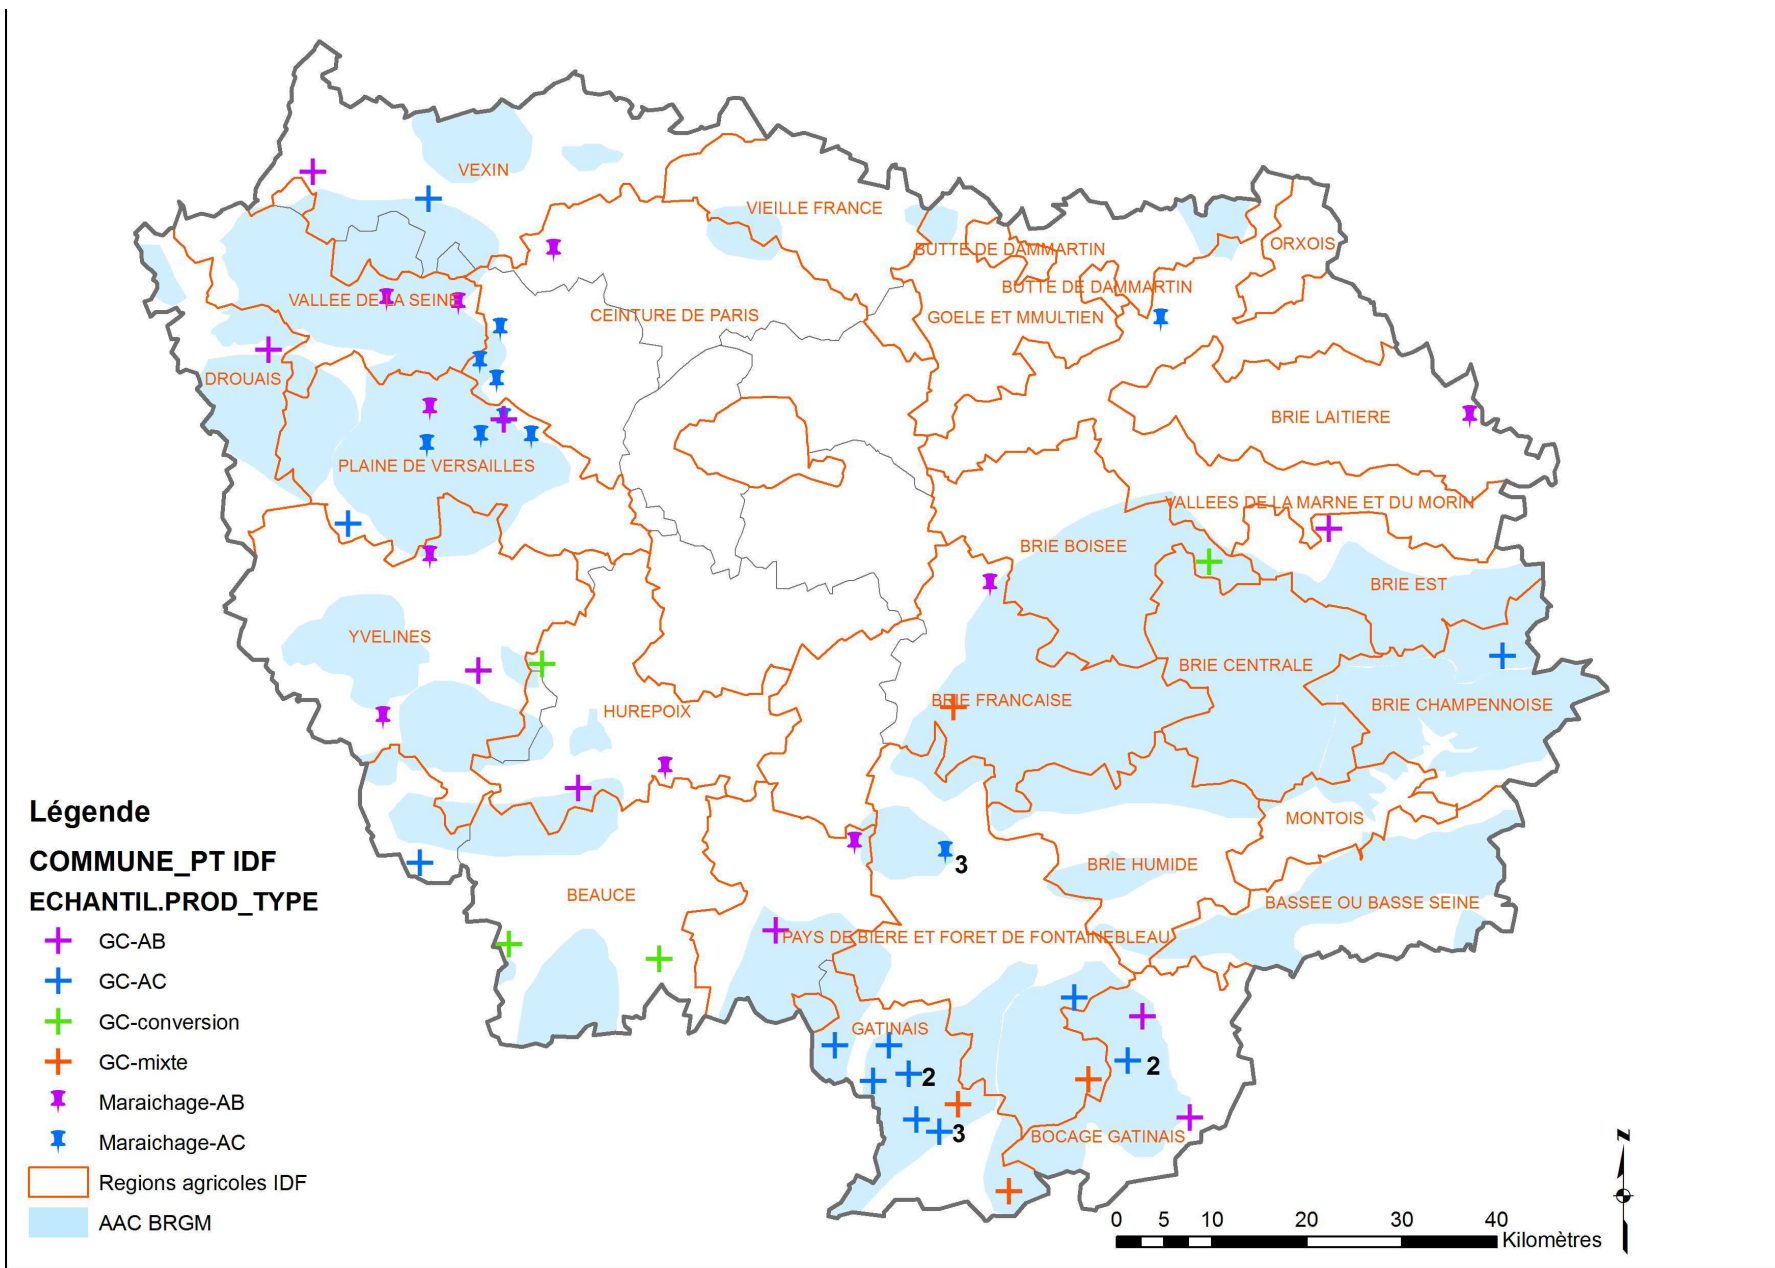 VEXIN
VIEILLE FRANCE
BUTTE DE DAMMARTIN
ORXOIS
BUTTE DE DAMMARTIN
VALLEE DE LA SEINE
CEINTURE DE PARIS
GOELE ET MMULTIEN
DROUAIS
BRIE LAITIERE
PLAINE DE VERSAILLES
VALLEES DE LA MARNE ET DU MORIN
BRIE BOISEE
BRIE EST
YVELINES
BRIE CENTRALE
BRIE FRANCAISE
BRIE CHAMPENNOISE
HUREPOIX
MONTOIS
3
BRIE HUMIDE
BEAUCE
BASSEE OU BASSE SEINE
PAYS DE BIERE ET FORET DE FONTAINEBLEAU
GATINAIS
2
2
3
BOCAGE GATINAIS
Légende
COMMUNE_PT IDF
ECHANTIL.PROD_TYPE
GC-AB
GC-AC
GC-conversion
GC-mixte
Maraichage-AB
Maraichage-AC
Regions agricoles IDF
AAC BRGM
N
0 5 10 20 30 40
Kilomètres